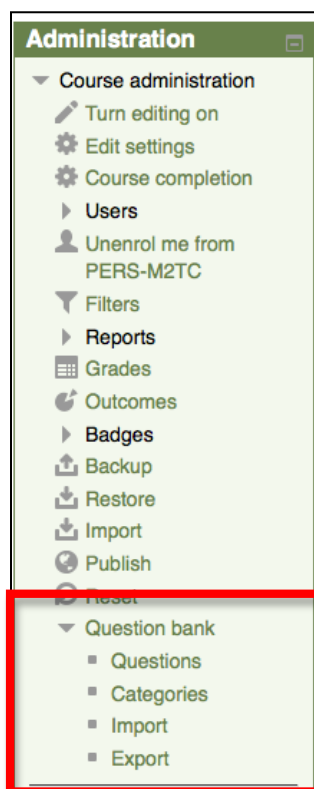 Administration
Course administration
Turn editing on
Edit settings
Course completion
Users
Unenrol me from
PERS-M2TC
Filters
Reports
Grades
Outcomes
Badges
Backup
Restore
Import
Publish
Reset
Question bank
Questions
Categories
Import
Export